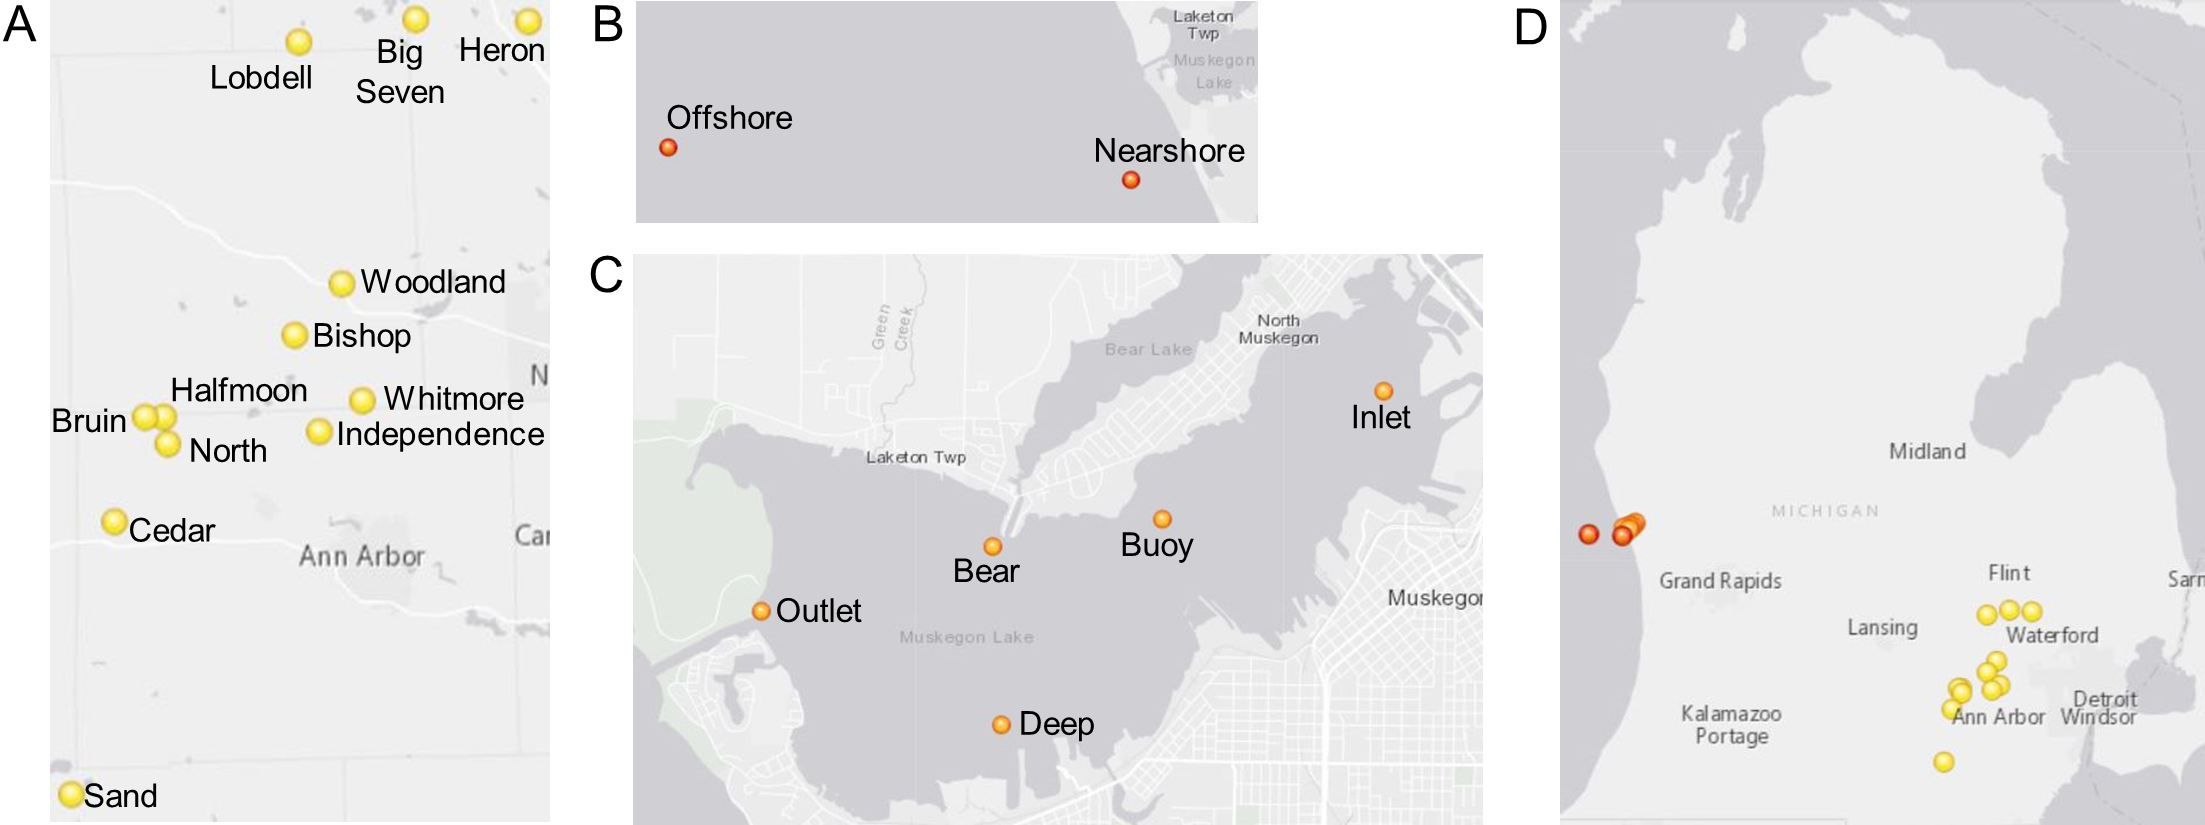 A
Lobdell
Big
Seven
Heron
Woodland
Bishop
N
Halfmoon
Whitmore
Bruin
Independence
North
Cedar
Car
Ann Arbor
Sand
B
Laketon
Twp
Muskegon
Lake
Offshore
Nearshore
C
Green
Creek
North
Muskegon
Bear Lake
Inlet
Laketon Twp
Buoy
Bear
Outlet
Muskegon Lake
Muskegon
Deep
D
Midland
MICHIGAN
Grand Rapids
Flint
Sarn
Lansing
Waterford
Kalamazoo
Portage
Ann Arbor
Detroit
Windsor